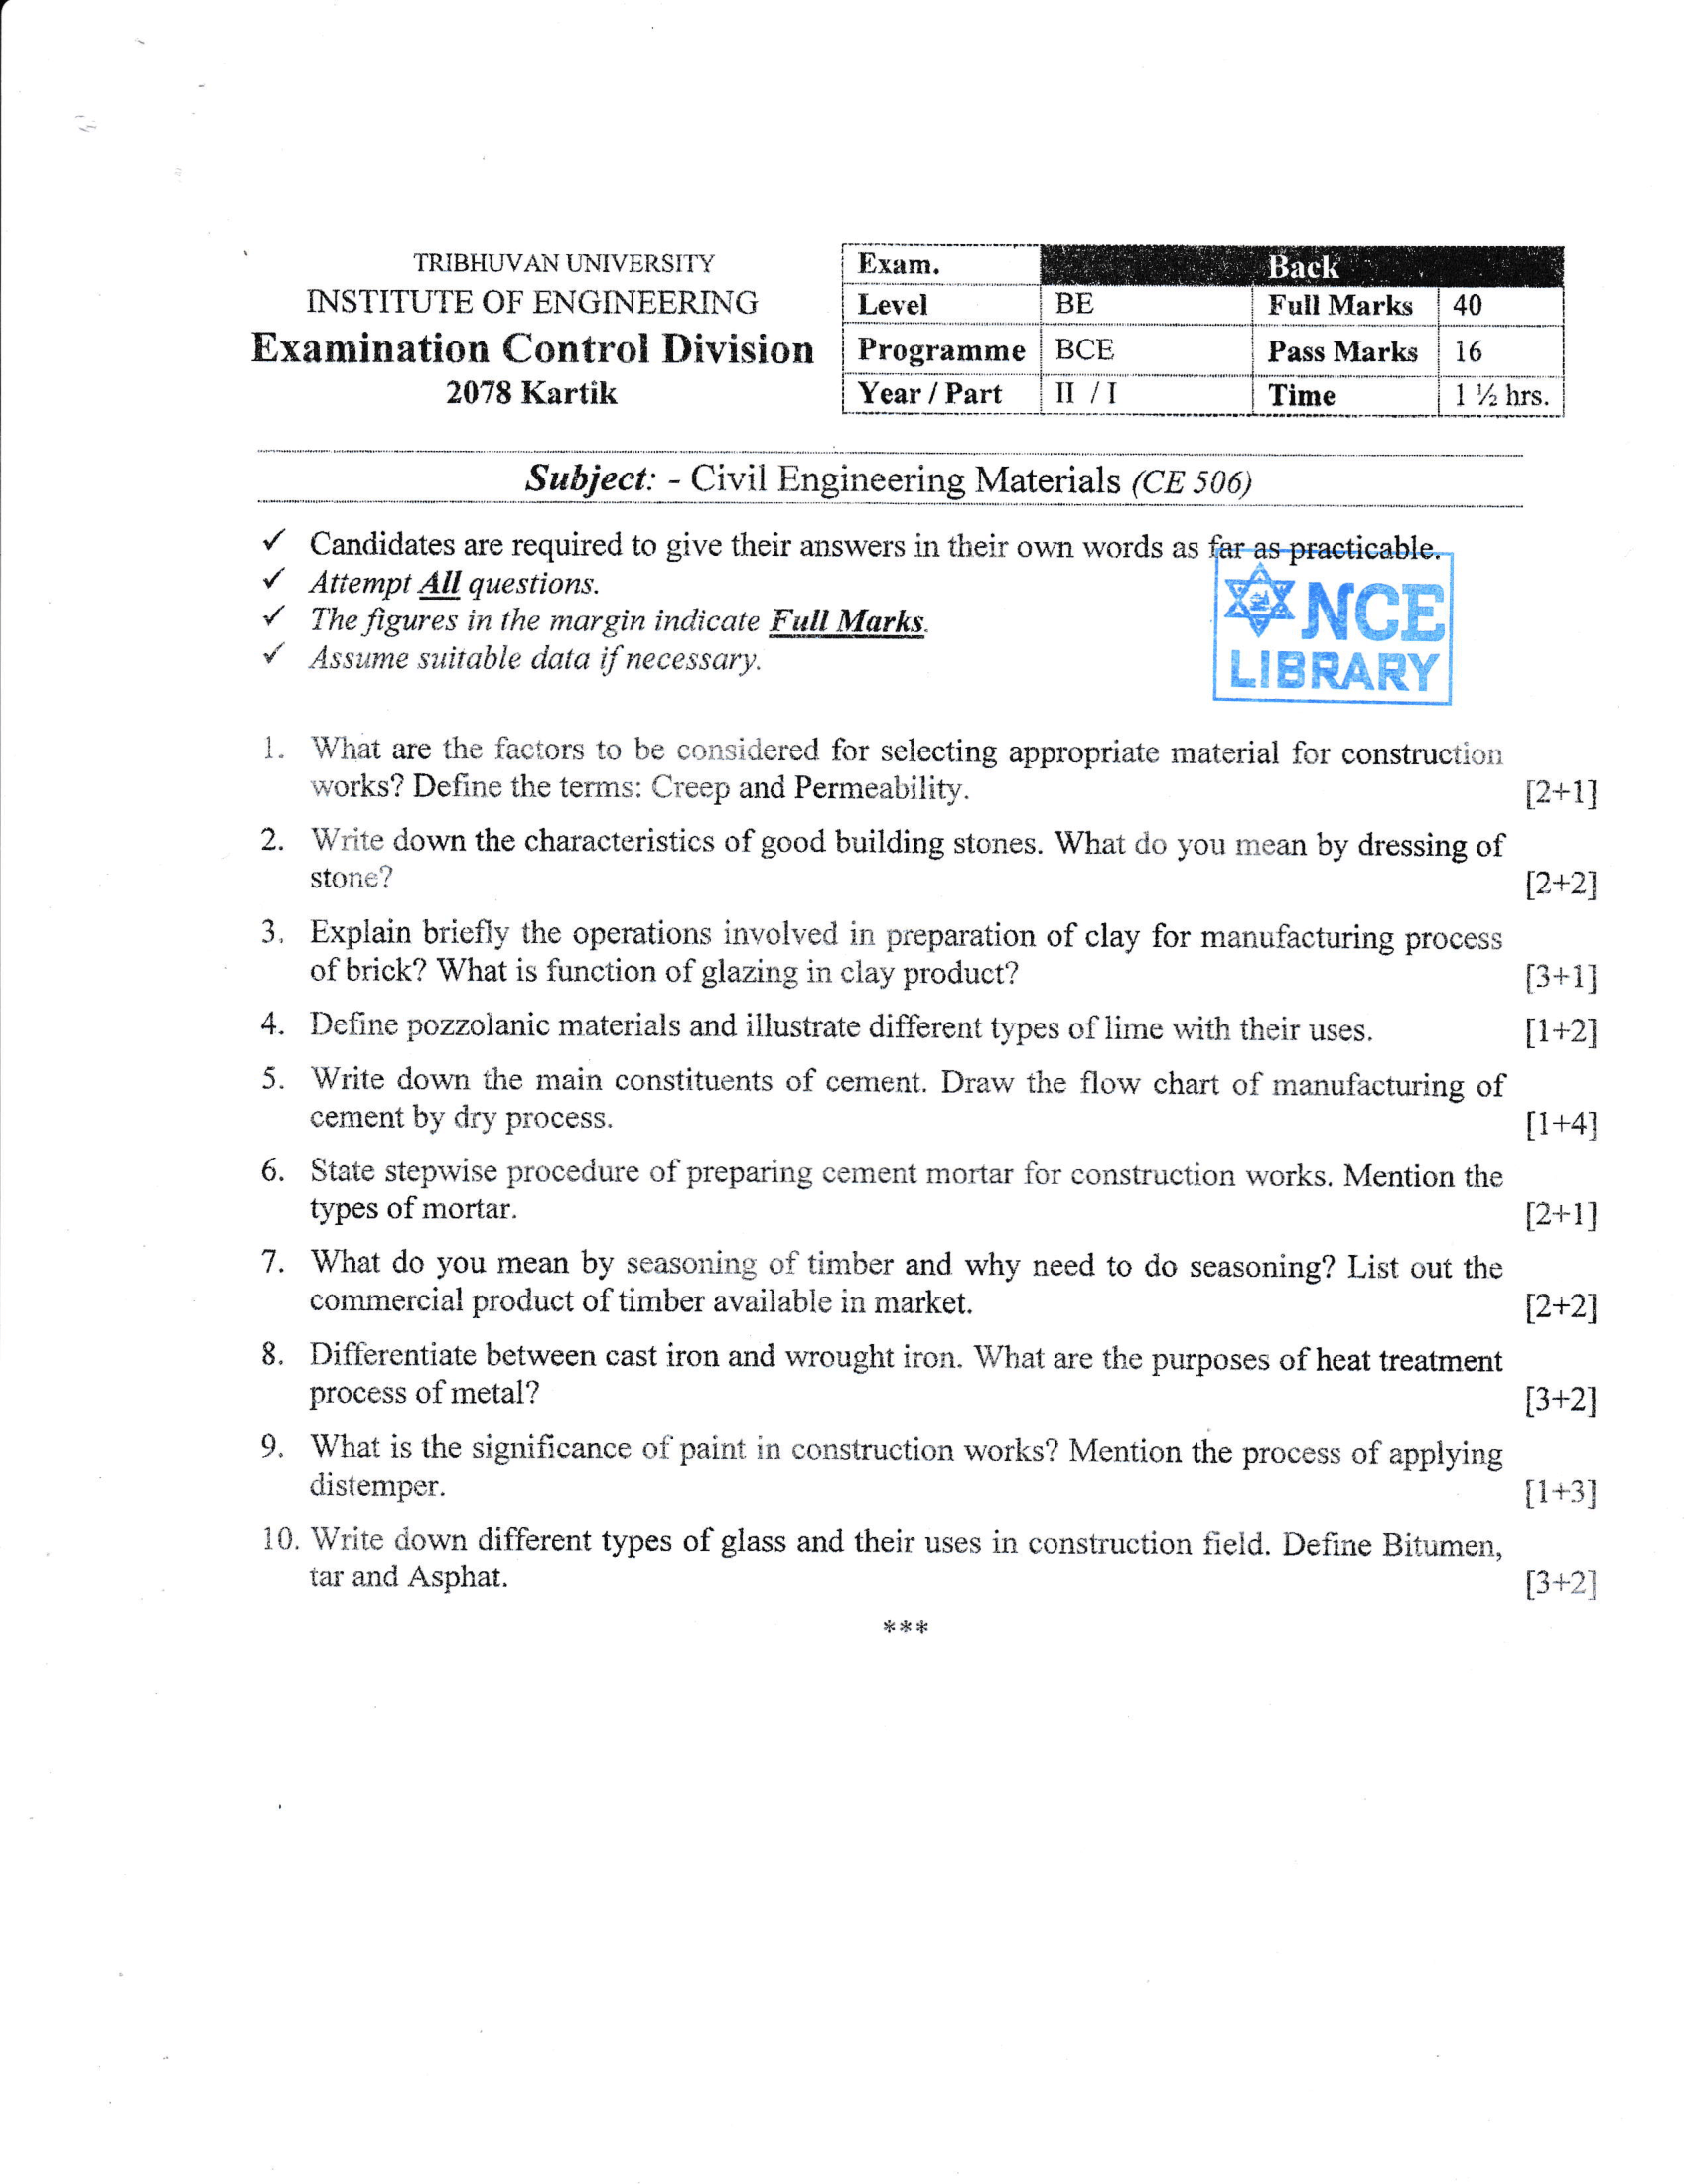 TRIBHUVAN UNIVERSITY
INSTITUTE OF ENGINEERING
Examination Control Division
2078 Kartik
Exam. Back
Level BE Full Marks 40
Programme BCE Pass Marks 16
Year / Part II / I Time 1 ½ hrs.
Subject: - Civil Engineering Materials (CE 506)
✓ Candidates are required to give their answers in their own words as far as practicable.
✓ Attempt All questions.
✓ The figures in the margin indicate Full Marks.
✓ Assume suitable data if necessary.
NCE
LIBRARY
1. What are the factors to be considered for selecting appropriate material for construction
works? Define the terms: Creep and Permeability. [2+1]
2. Write down the characteristics of good building stones. What do you mean by dressing of
stone? [2+2]
3. Explain briefly the operations involved in preparation of clay for manufacturing process
of brick? What is function of glazing in clay product? [3+1]
4. Define pozzolanic materials and illustrate different types of lime with their uses. [1+2]
5. Write down the main constituents of cement. Draw the flow chart of manufacturing of
cement by dry process. [1+4]
6. State stepwise procedure of preparing cement mortar for construction works. Mention the
types of mortar. [2+1]
7. What do you mean by seasoning of timber and why need to do seasoning? List out the
commercial product of timber available in market. [2+2]
8. Differentiate between cast iron and wrought iron. What are the purposes of heat treatment
process of metal? [3+2]
9. What is the significance of paint in construction works? Mention the process of applying
distemper. [1+3]
10. Write down different types of glass and their uses in construction field. Define Bitumen,
tar and Asphat. [3+2]
***